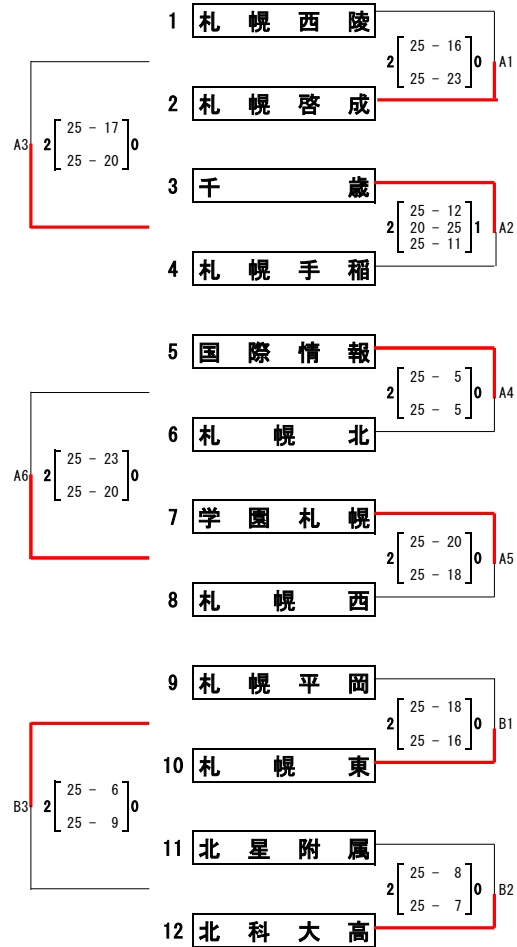 1 札幌西陵
25 - 16
2 0 A1
25 - 23
2 札幌啓成
25 - 17
A3 2 0
25 - 20
3 千歳
25 - 12
2 20 - 25 1 A2
25 - 11
4 札幌手稲
5 国際情報
25 - 5
2 0 A4
25 - 5
6 札幌北
25 - 23
A6 2 0
25 - 20
7 学園札幌
25 - 20
2 0 A5
25 - 18
8 札幌西
9 札幌平岡
25 - 18
2 0 B1
25 - 16
10 札幌東
25 - 6
B3 2 0
25 - 9
11 北星附属
25 - 8
2 0 B2
25 - 7
12 北科大高